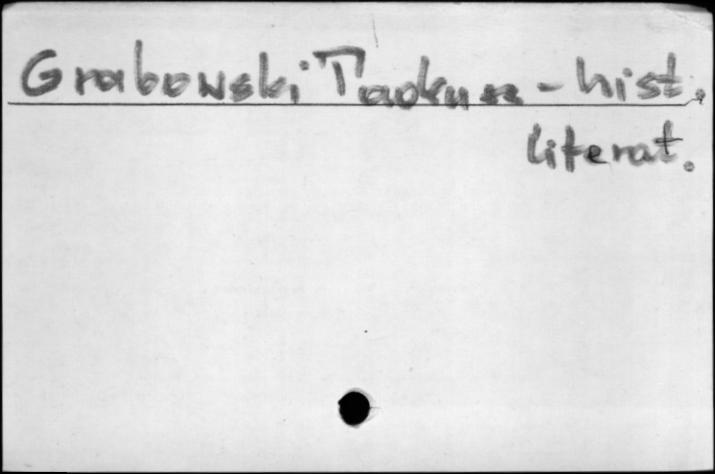 Grabowski Tadeusz - hist.
literat.